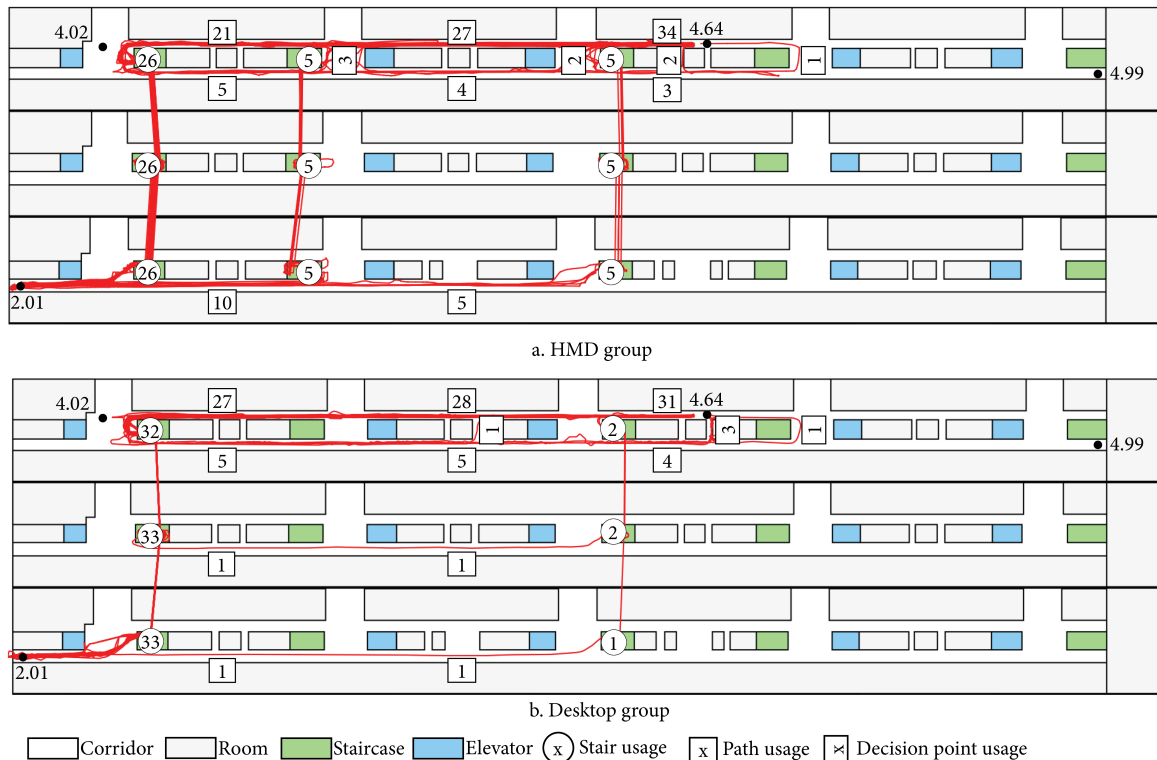 21 27 34 4.64
4.02
26 5 3 2 5 2 1
5 4 3 4.99
26 5 5
26 5 5
2.01 10 5
a. HMD group
27 28 31 4.64
4.02
32 1 2 3 1
5 5 4 4.99
33 2
1 1
33 1
2.01 1 1
b. Desktop group
Corridor Room Staircase Elevator x Stair usage x Path usage x Decision point usage